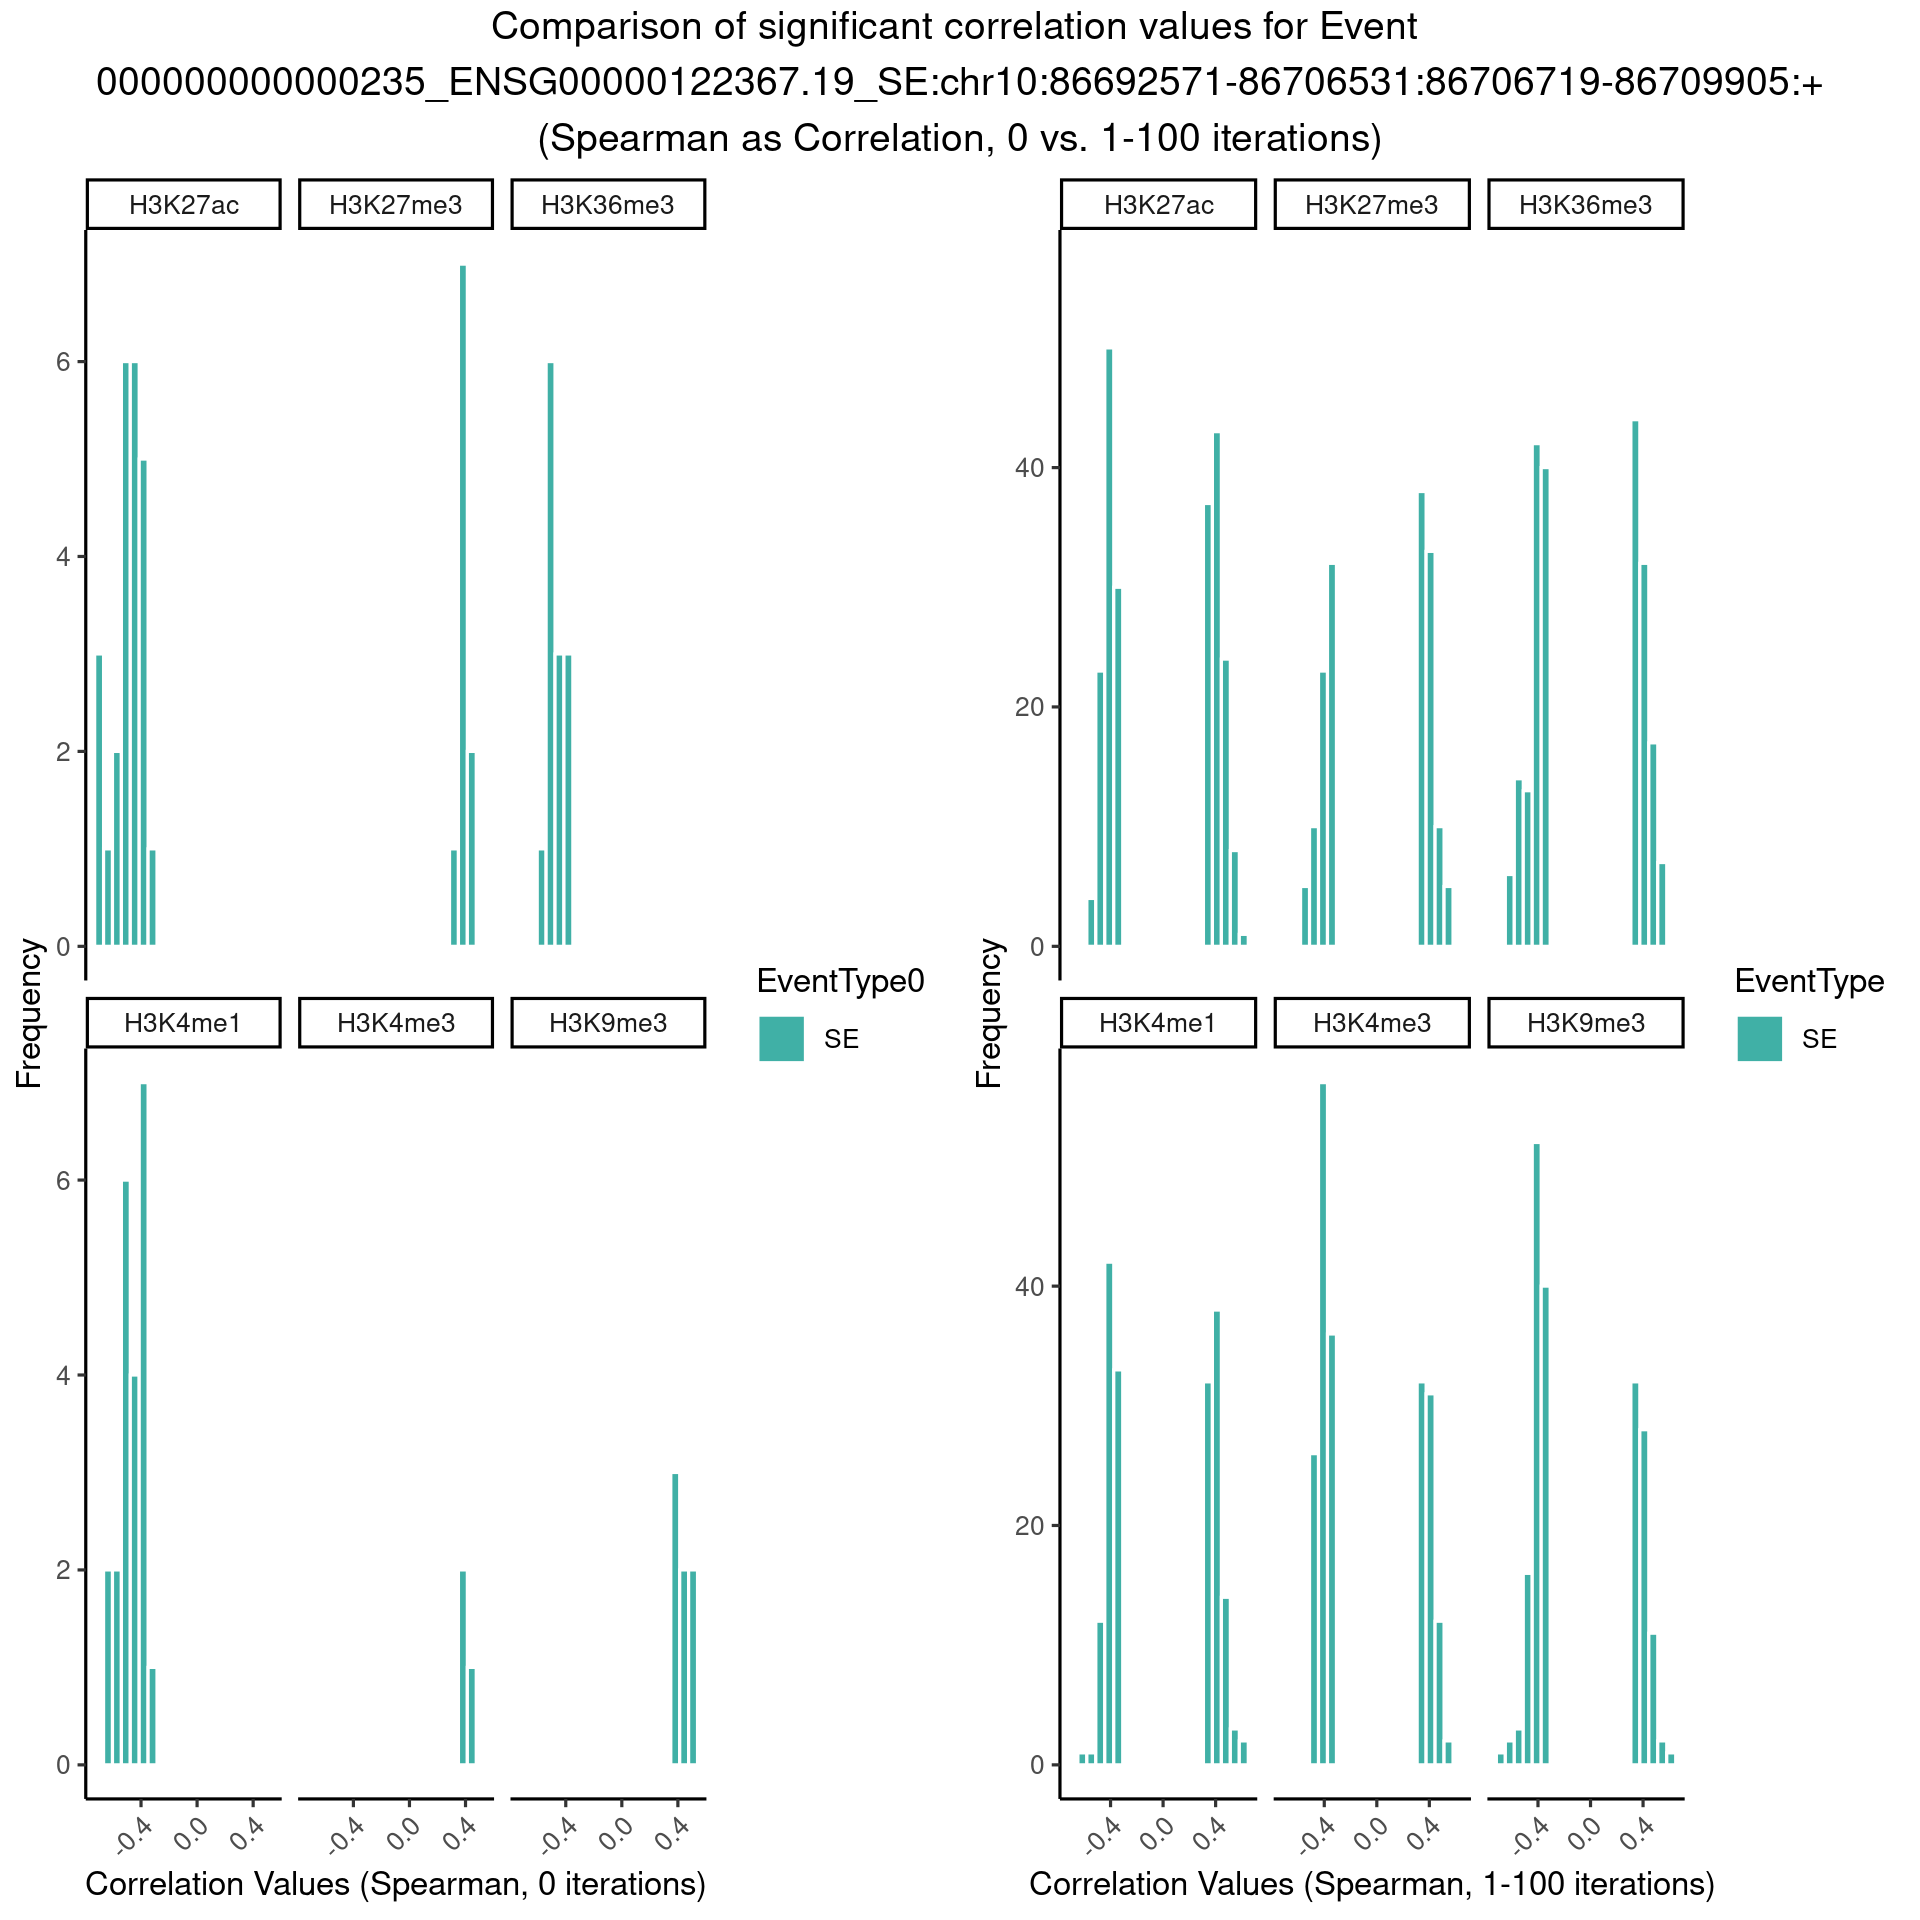 Comparison of significant correlation values for Event
000000000000235_ENSG00000122367.19_SE:chr10:86692571-86706531:86706719-86709905:+
(Spearman as Correlation, 0 vs. 1-100 iterations)
H3K27ac H3K27me3 H3K36me3
6
4
2
0
H3K4me1 H3K4me3 H3K9me3
6
4
2
0
-0.4 0.0 0.4 -0.4 0.0 0.4 -0.4 0.0 0.4
Correlation Values (Spearman, 0 iterations)
Frequency
EventType0
SE
H3K27ac H3K27me3 H3K36me3
40
20
0
H3K4me1 H3K4me3 H3K9me3
40
20
0
-0.4 0.0 0.4 -0.4 0.0 0.4 -0.4 0.0 0.4
Correlation Values (Spearman, 1-100 iterations)
Frequency
EventType
SE